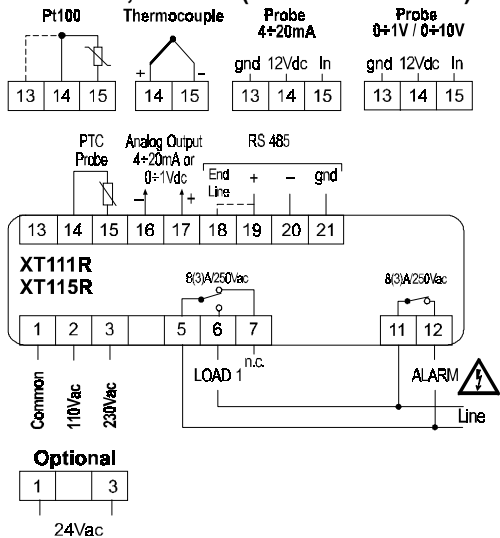 Pt100 Thermocouple Probe 4÷20mA Probe 0÷1V / 0÷10V
+ − gnd 12Vdc In gnd 12Vdc In
13 14 15 14 15 13 14 15 13 14 15
PTC Probe Analog Output 4÷20mA or 0÷1Vdc RS 485
End Line + − gnd
− +
13 14 15 16 17 18 19 20 21
XT111R
XT115R
8(3)A/250Vac 8(3)A/250Vac
1 2 3 5 6 7 11 12
n.c.
LOAD 1 ALARM
Common 110Vac 230Vac
Line
Optional
1 3
24Vac